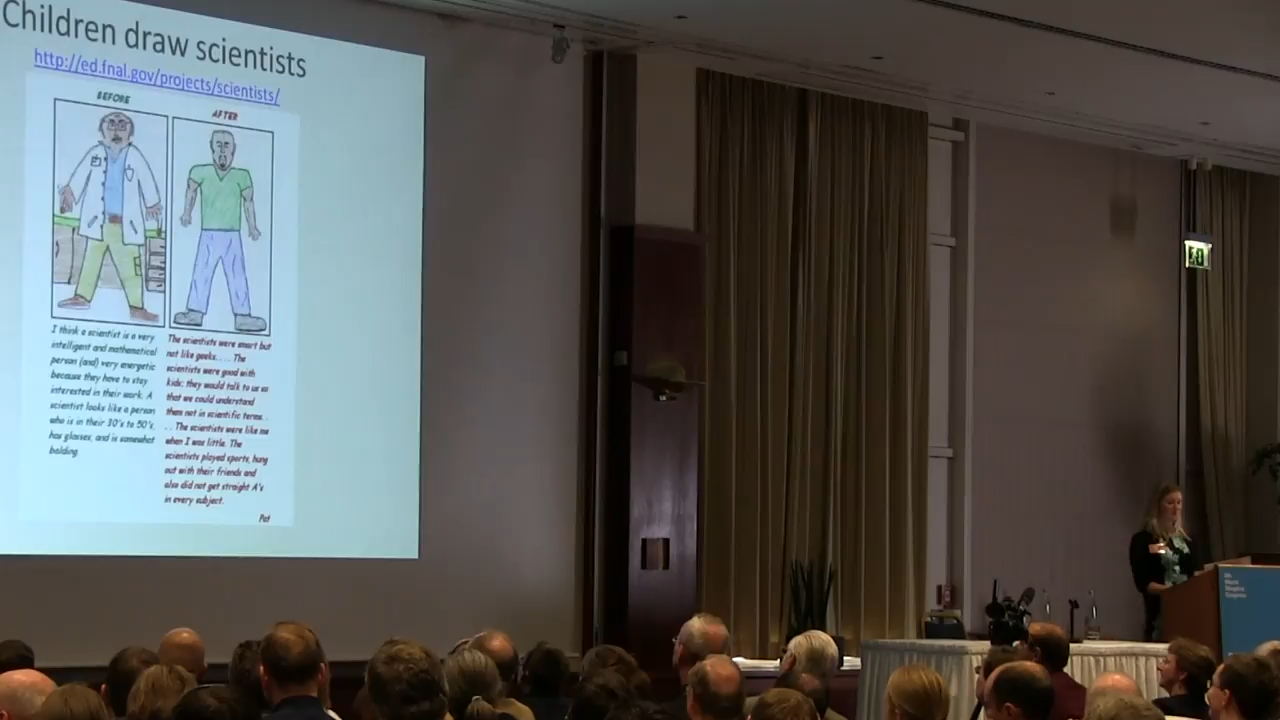 Children draw scientists
http://ed.fnal.gov/projects/scientists/
BEFORE
AFTER
I think a scientist is a very
intelligent and mathematical
person (and) very energetic
because they have to stay
interested in their work. A
scientist looks like a person
who is in their 30's to 50's,
has glasses, and is somewhat
balding.
The scientists were smart but
not like geeks. . . . The
scientists were good with
kids; they would talk to us so
that we could understand
them not in scientific terms. .
. . The scientists were like me
when I was little. The
scientists played sports, hung
out with their friends and
also did not get straight A's
in every subject.
Pat